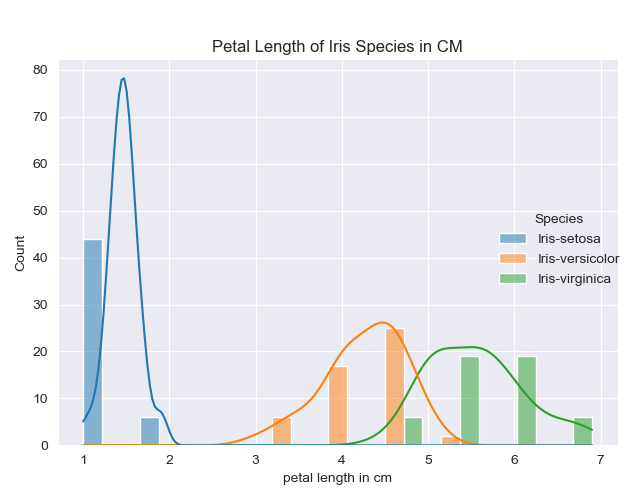 Petal Length of Iris Species in CM
80
70
60
50
40
30
20
10
0
Count
Species
Iris-setosa
Iris-versicolor
Iris-virginica
1 2 3 4 5 6 7
petal length in cm